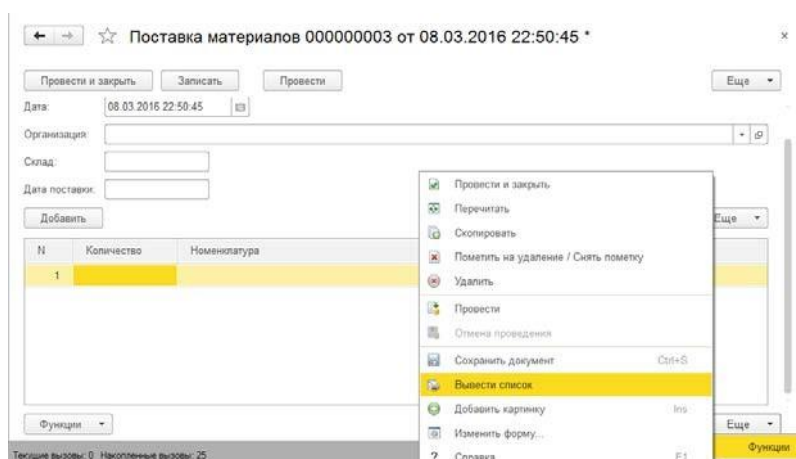 Поставка материалов 000000003 от 08.03.2016 22:50:45 *
Провести и закрыть Записать Провести Еще
Дата: 08.03.2016 22:50:45
Организация:
Склад:
Дата поставки:
Добавить Еще
N Количество Номенклатура
1
Провести и закрыть
Перечитать
Скопировать
Пометить на удаление / Снять пометку
Удалить
Провести
Отмена проведения
Сохранить документ Ctrl+S
Вывести список
Добавить картинку Ins
Изменить форму...
Справка F1
Функции Еще
Функции
Текущие вызовы: 0 Накопленные вызовы: 25